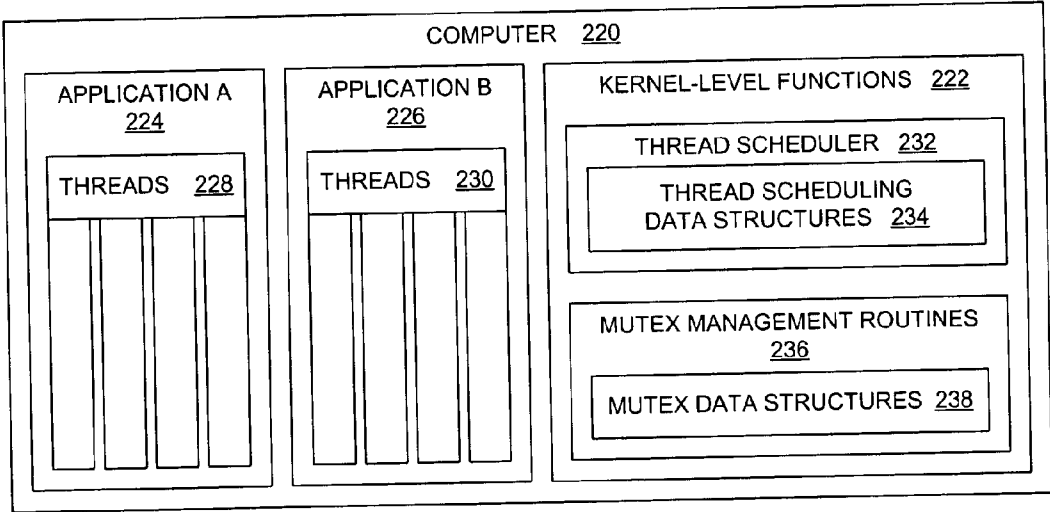 COMPUTER 220
APPLICATION A
224
THREADS 228
APPLICATION B
226
THREADS 230
KERNEL-LEVEL FUNCTIONS 222
THREAD SCHEDULER 232
THREAD SCHEDULING
DATA STRUCTURES 234
MUTEX MANAGEMENT ROUTINES
236
MUTEX DATA STRUCTURES 238